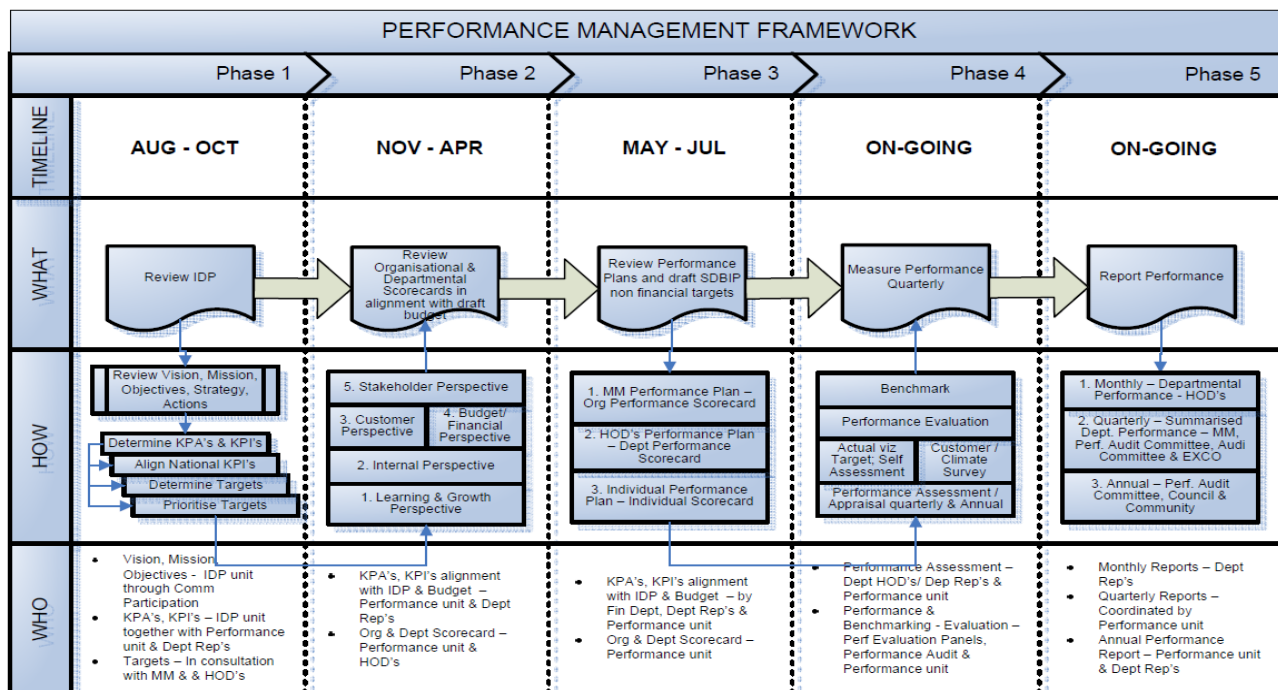 PERFORMANCE MANAGEMENT FRAMEWORK
Phase 1
Phase 2
Phase 3
Phase 4
Phase 5
TIMELINE
AUG - OCT
NOV - APR
MAY - JUL
ON-GOING
ON-GOING
WHAT
Review IDP
Review
Organisational &
Departmental
Scorecards in
alignment with draft
budget
Review Performance
Plans and draft SDBIP
non financial targets
Measure Performance
Quarterly
Report Performance
HOW
Review Vision, Mission,
Objectives, Strategy,
Actions
Determine KPA's & KPI's
Align National KPI's
Determine Targets
Prioritise Targets
5. Stakeholder Perspective
3. Customer
Perspective
4. Budget/
Financial
Perspective
2. Internal Perspective
1. Learning & Growth
Perspective
1. MM Performance Plan –
Org Performance Scorecard
2. HOD's Performance Plan
– Dept Performance
Scorecard
3. Individual Performance
Plan – Individual Scorecard
Benchmark
Performance Evaluation
Actual viz
Target; Self
Assessment
Customer /
Climate
Survey
Performance Assessment /
Appraisal quarterly & Annual
1. Monthly – Departmental
Performance - HOD's
2. Quarterly – Summarised
Dept. Performance – MM,
Perf. Audit Committee, Audi
Committee & EXCO
3. Annual – Perf. Audit
Committee, Council &
Community
WHO
• Vision, Mission,
Objectives - IDP unit
through Comm
Participation
• KPA's, KPI's – IDP unit
together with Performance
unit & Dept Rep's
• Targets – In consultation
with MM & & HOD's
• KPA's, KPI's alignment
with IDP & Budget –
Performance unit & Dept
Rep's
• Org & Dept Scorecard –
Performance unit &
HOD's
• KPA's, KPI's alignment
with IDP & Budget – by
Fin Dept, Dept Rep's &
Performance unit
• Org & Dept Scorecard –
Performance unit
• Performance Assessment –
Dept HOD's/ Dep Rep's &
Performance unit
• Performance &
Benchmarking - Evaluation –
Perf Evaluation Panels,
Performance Audit &
Performance unit
• Monthly Reports – Dept
Rep's
• Quarterly Reports –
Coordinated by
Performance unit
• Annual Performance
Report – Performance unit
& Dept Rep's